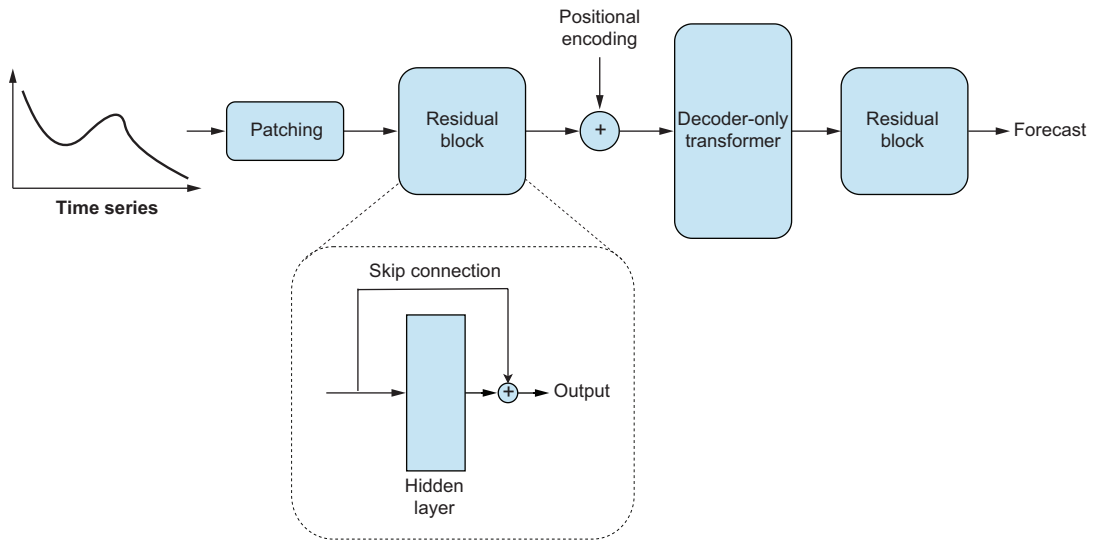 Positional
encoding
Patching
Residual
block
+
Decoder-only
transformer
Residual
block
Forecast
Time series
Skip connection
+
Output
Hidden
layer